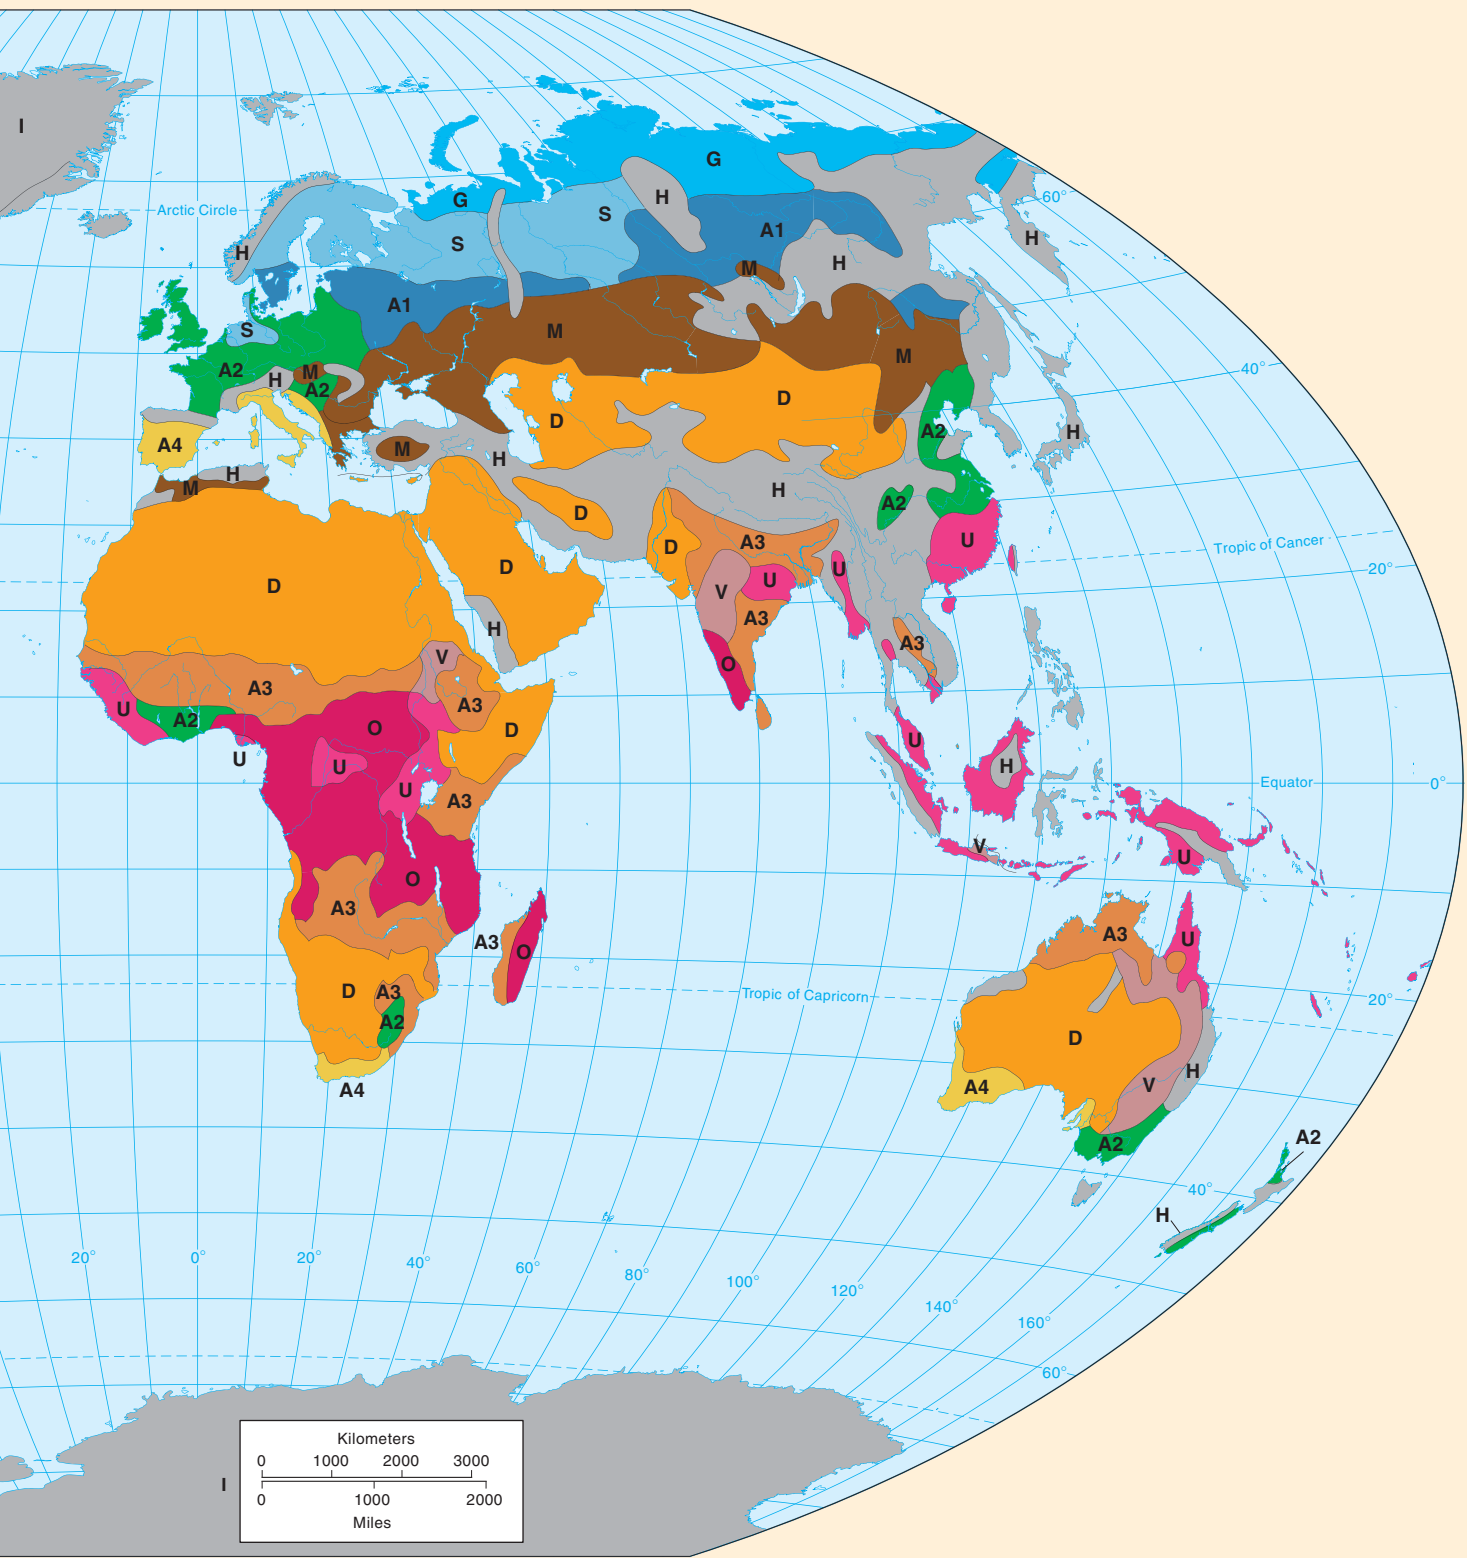 I
G
H
G
60°
Arctic Circle
S
S
A1
H
H
H
M
H
A1
S
M
M
A2
H
M
A2
40°
D
D
A4
M
H
A2
H
H
H
M
A2
D
U
A3
D
Tropic of Cancer
D
D
U
20°
U
V
D
A3
H
A3
V
O
A3
A3
U
A2
O
D
U
U
U
H
U
Equator
0°
U
A3
V
U
O
A3
A3
U
A3
O
D
A3
Tropic of Capricorn
20°
A2
D
H
A4
V
A4
A2
A2
40°
H
20°
0°
20°
40°
60°
80°
100°
120°
140°
160°
60°
Kilometers
0 1000 2000 3000
0 1000 2000
Miles
I